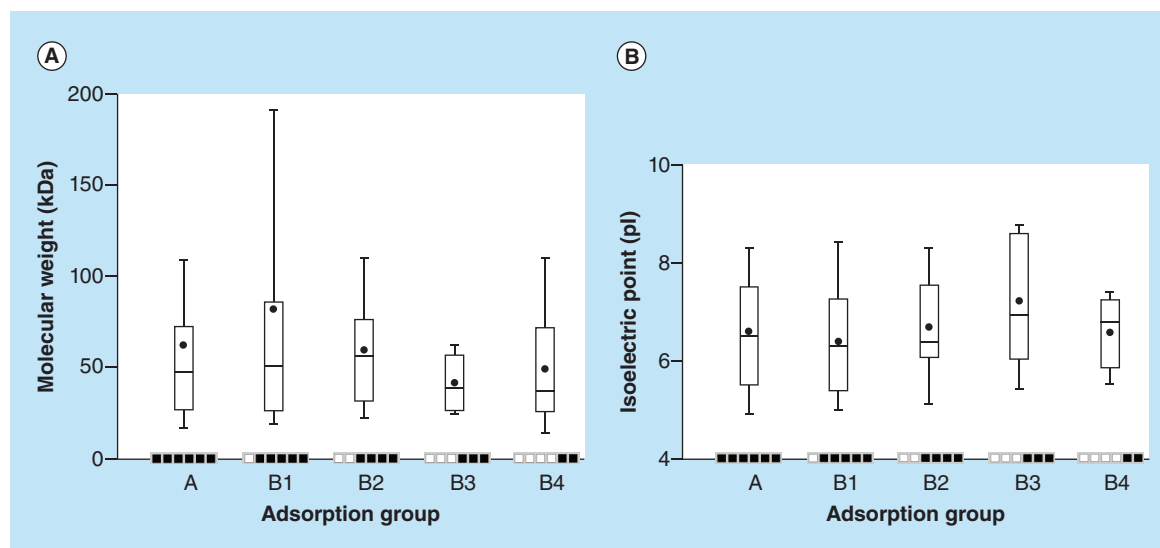 A
B
Molecular weight (kDa)
200
150
100
50
0
A B1 B2 B3 B4
Adsorption group
Isoelectric point (pI)
10
8
6
4
A B1 B2 B3 B4
Adsorption group